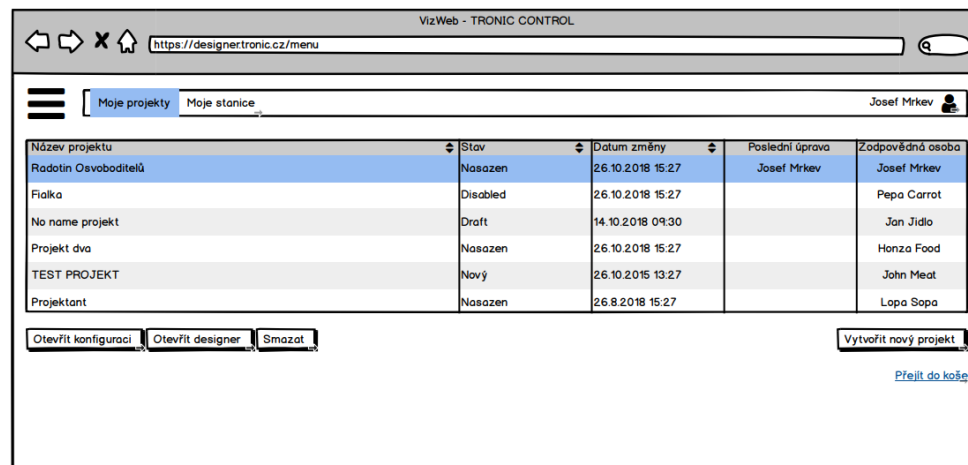 VizWeb - TRONIC CONTROL
https://designer.tronic.cz/menu
Moje projekty Moje stanice Josef Mrkev
Název projektu Stav Datum změny Poslední úprava Zodpovědná osoba
Radotin Osvoboditelů Nasazen 26.10.2018 15:27 Josef Mrkev Josef Mrkev
Fialka Disabled 26.10.2018 15:27 Pepa Carrot
No name projekt Draft 14.10.2018 09:30 Jan Jidlo
Projekt dva Nasazen 26.10.2018 15:27 Honza Food
TEST PROJEKT Nový 26.10.2015 13:27 John Meat
Projektant Nasazen 26.8.2018 15:27 Lopa Sopa
Otevřít konfiguraci Otevřít designer Smazat Vytvořit nový projekt
Přejít do koše